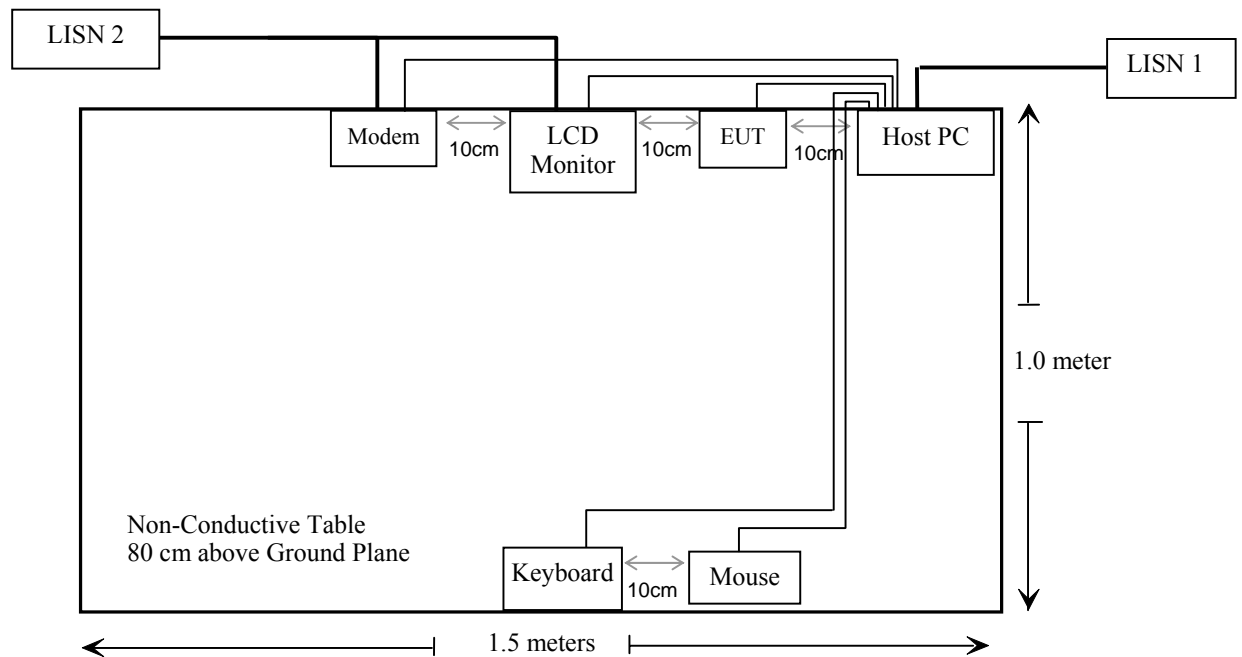 LISN 2
LISN 1
Modem
10cm
LCD
Monitor
10cm
EUT
10cm
Host PC
1.0 meter
Non-Conductive Table
80 cm above Ground Plane
Keyboard
10cm
Mouse
1.5 meters